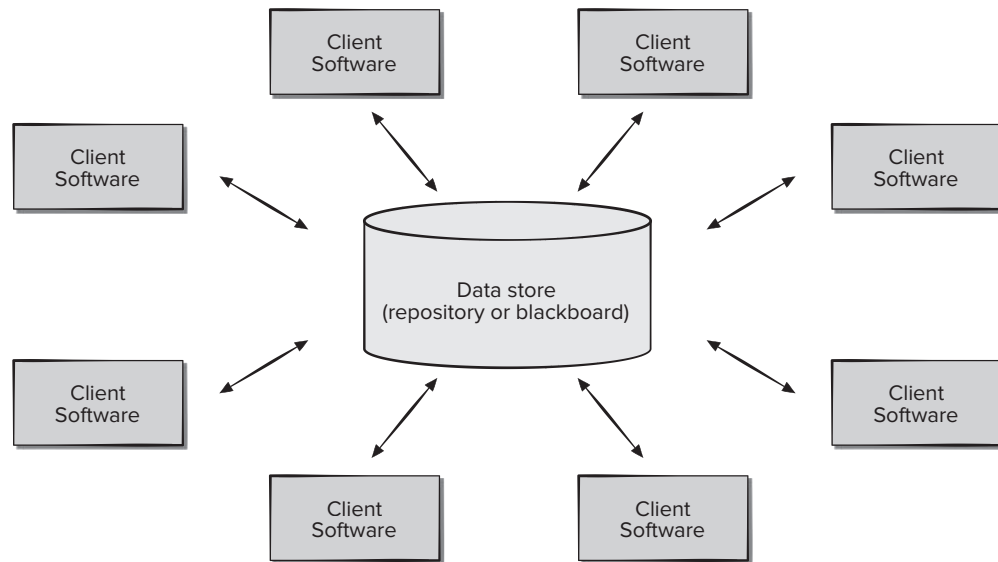 Client
Software
Client
Software
Client
Software
Client
Software
Data store
(repository or blackboard)
Client
Software
Client
Software
Client
Software
Client
Software